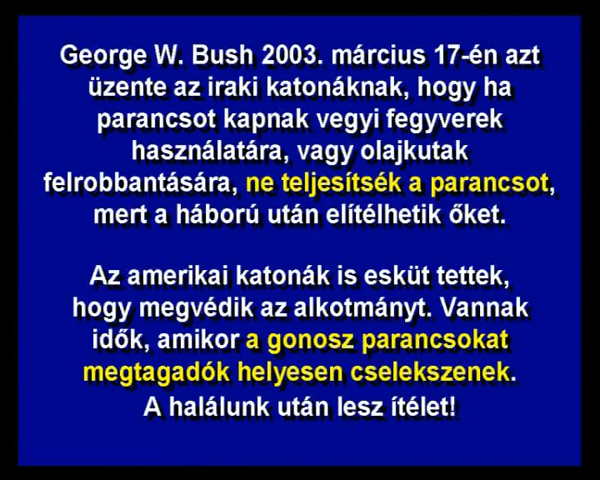 George W. Bush 2003. március 17-én azt
üzente az iraki katonáknak, hogy ha
parancsot kapnak vegyi fegyverek
használatára, vagy olajkutak
felrobbantására, ne teljesítsék a parancsot,
mert a háború után elítélhetik őket.
Az amerikai katonák is esküt tettek,
hogy megvédik az alkotmányt. Vannak
idők, amikor a gonosz parancsokat
megtagadók helyesen cselekszenek.
A halálunk után lesz ítélet!